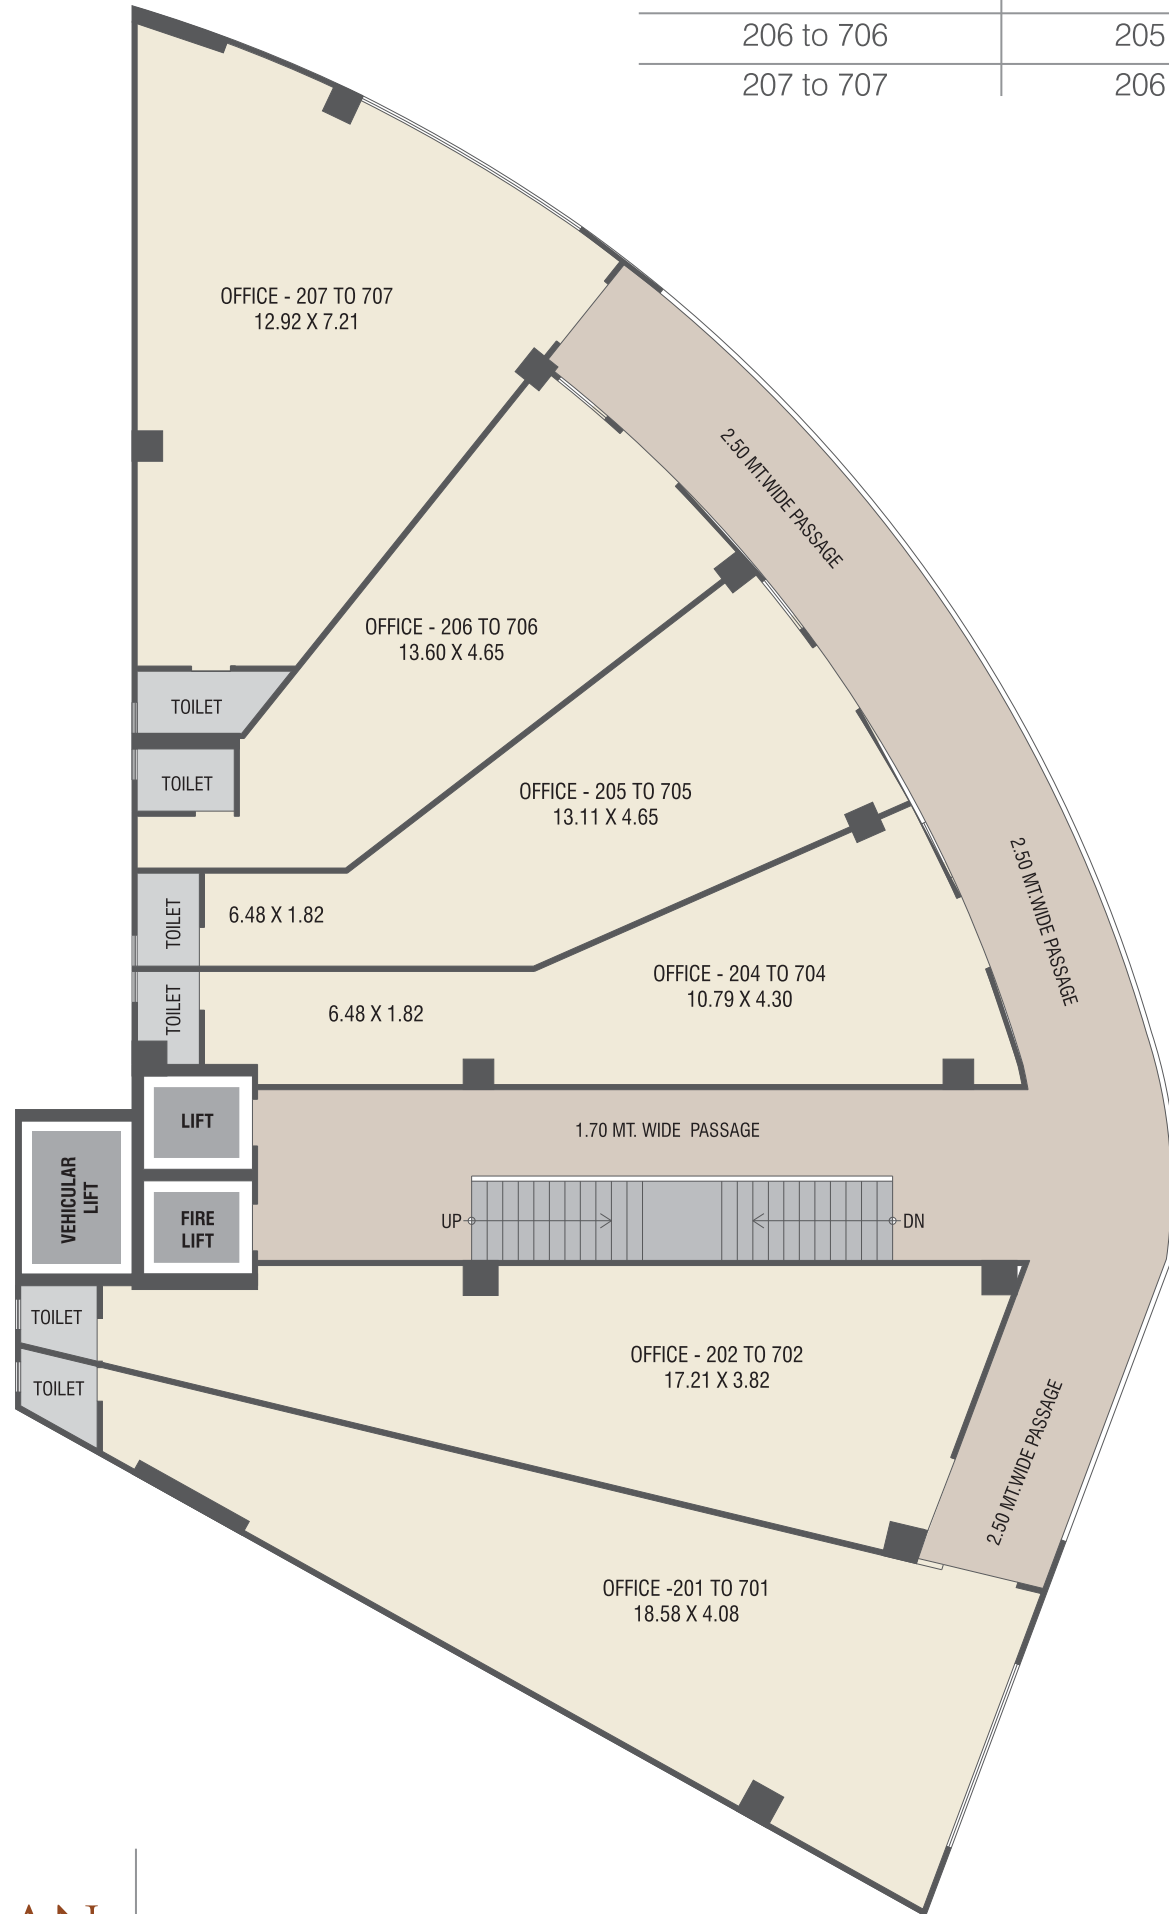 206 to 706 205
207 to 707 206
OFFICE - 207 TO 707
12.92 X 7.21
2.50 MT.WIDE PASSAGE
OFFICE - 206 TO 706
13.60 X 4.65
TOILET
TOILET
OFFICE - 205 TO 705
13.11 X 4.65
2.50 MT.WIDE PASSAGE
TOILET
6.48 X 1.82
OFFICE - 204 TO 704
10.79 X 4.30
TOILET
6.48 X 1.82
LIFT
1.70 MT. WIDE PASSAGE
VEHICULAR
LIFT
FIRE
LIFT
UP
DN
TOILET
OFFICE - 202 TO 702
17.21 X 3.82
TOILET
2.50 MT.WIDE PASSAGE
OFFICE -201 TO 701
18.58 X 4.08